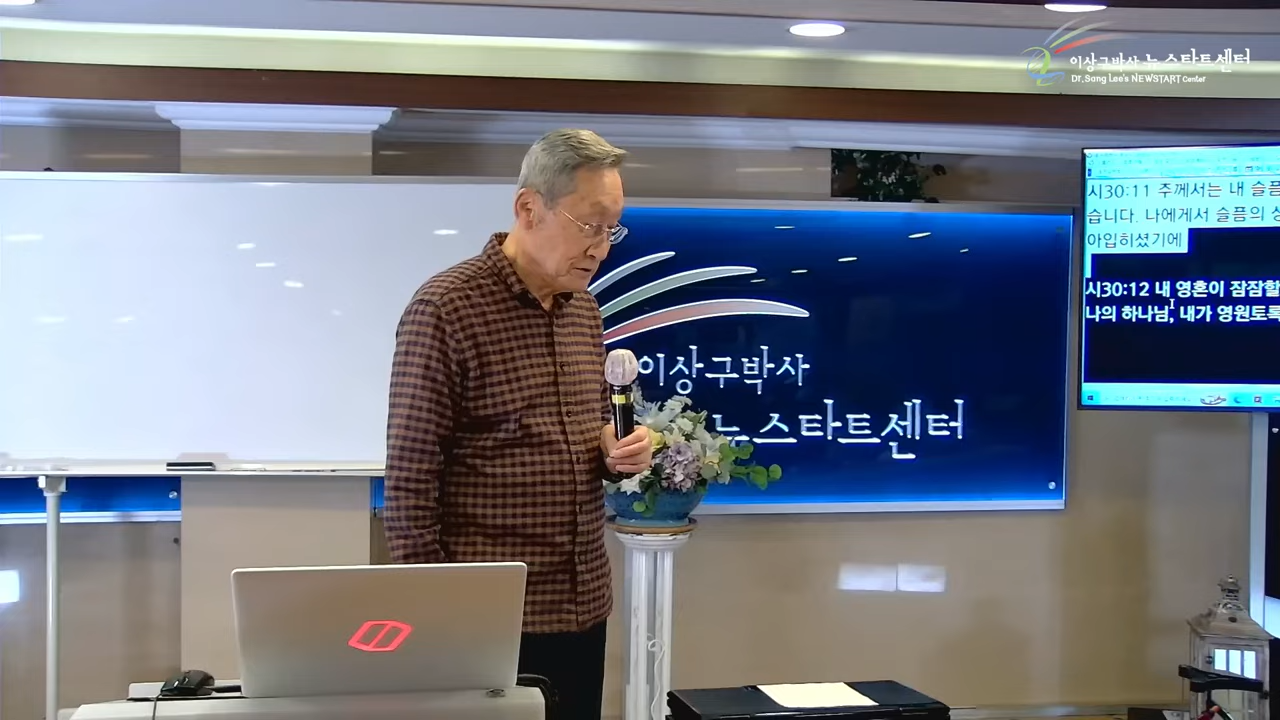 이상구박사 뉴스타트센터
Dr. Sang Lee's NEWSTART Center
시30:11 주께서는 내 슬픔
습니다. 나에게서 슬픔의
아입히셨기에
시30:12 내 영혼이 잠잠할
나의 하나님, 내가 영원토록
이상구박사
뉴스타트센터